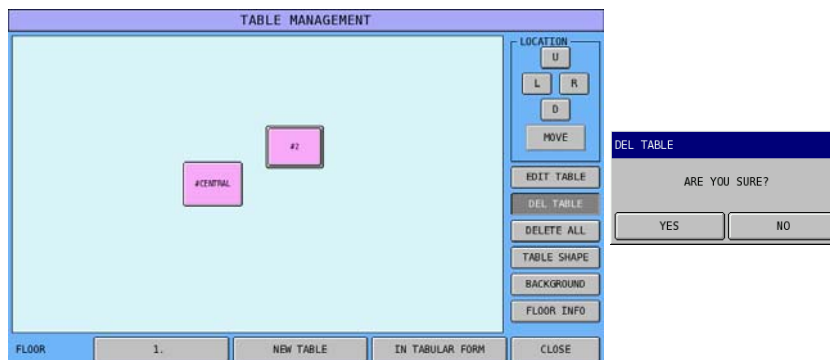 TABLE MANAGEMENT
LOCATION
U
L R
D
MOVE
#2
#CENTRAL
EDIT TABLE
DEL TABLE
DELETE ALL
TABLE SHAPE
BACKGROUND
FLOOR INFO
FLOOR 1. NEW TABLE IN TABULAR FORM CLOSE
DEL TABLE
ARE YOU SURE?
YES NO